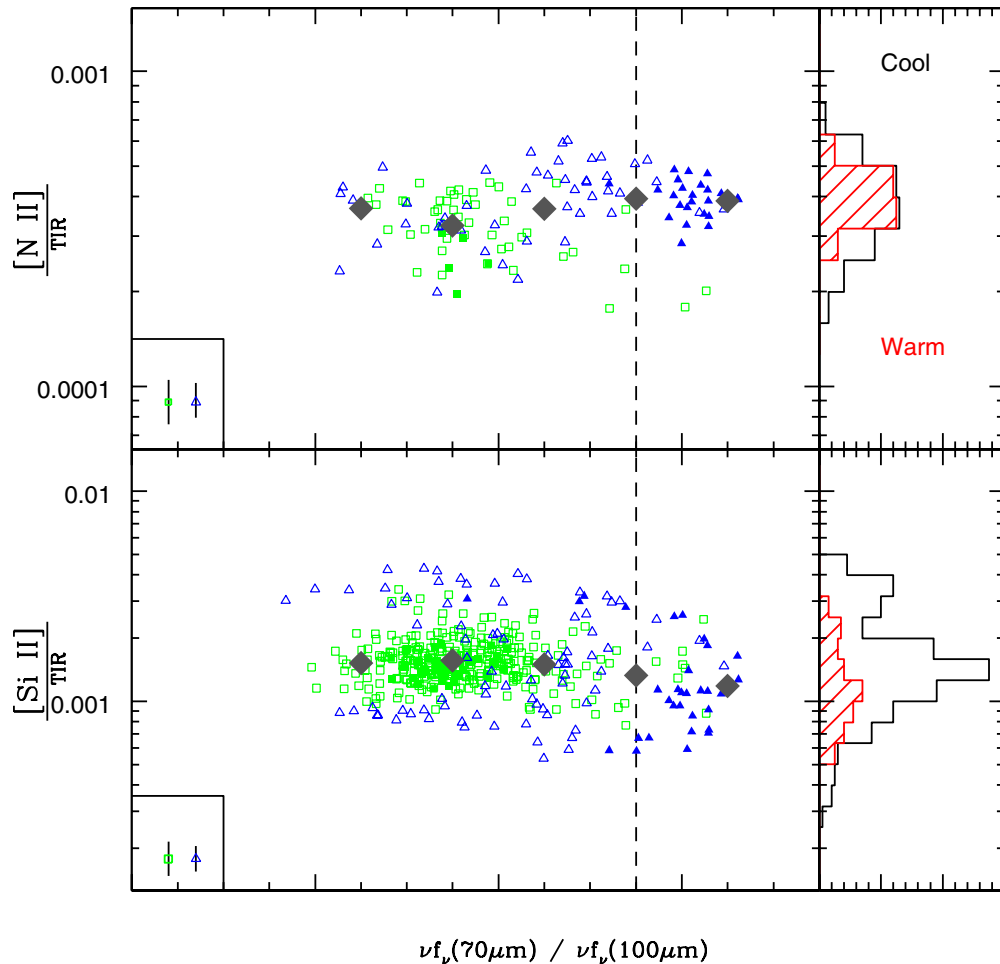 0.001
Cool
[N II]
TIR
Warm
0.0001
0.01
[Si II]
TIR
0.001
νfν(70μm) / νfν(100μm)